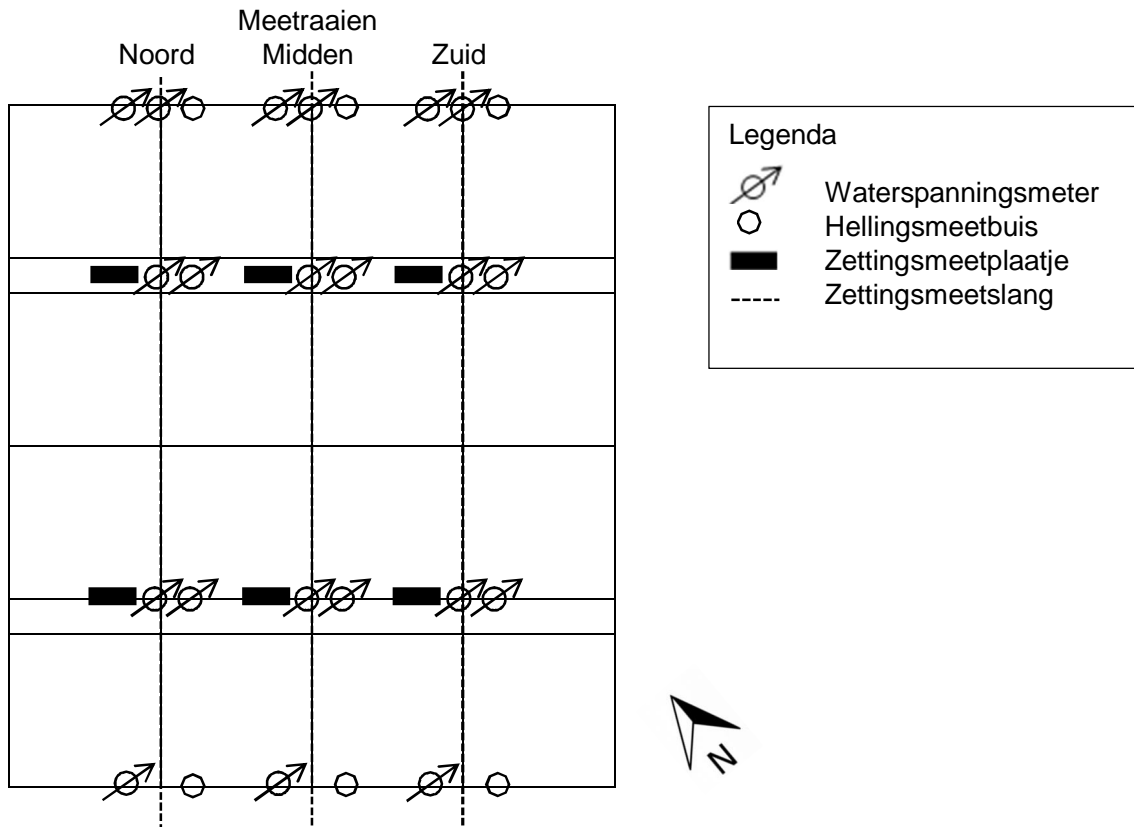 Meetraaien
Noord Midden Zuid
Legenda
Waterspanningsmeter
Hellingsmeetbuis
Zettingsmeetplaatje
Zettingsmeetslang
N